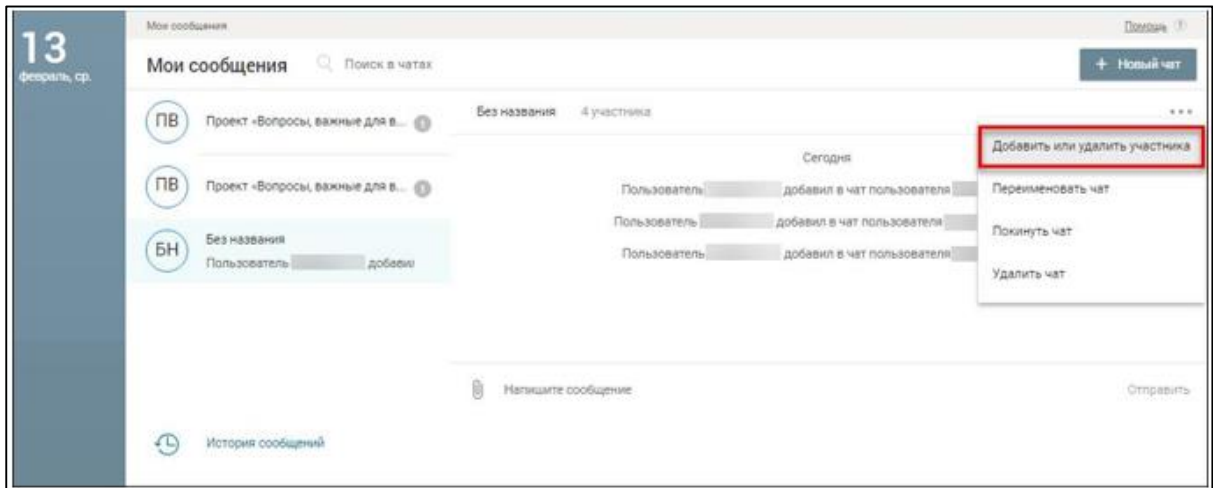 13
февраль, ср.
Мои сообщения
Помощь
Мои сообщения
Поиск в чатах
+ Новый чат
ПВ
Проект «Вопросы, важные для в...
ПВ
Проект «Вопросы, важные для в...
БН
Без названия
Пользователь добавил
История сообщений
Без названия 4 участника
Сегодня
Пользователь добавил в чат пользователя
Пользователь добавил в чат пользователя
Пользователь добавил в чат пользователя
Добавить или удалить участника
Переименовать чат
Покинуть чат
Удалить чат
Напишите сообщение
Отправить